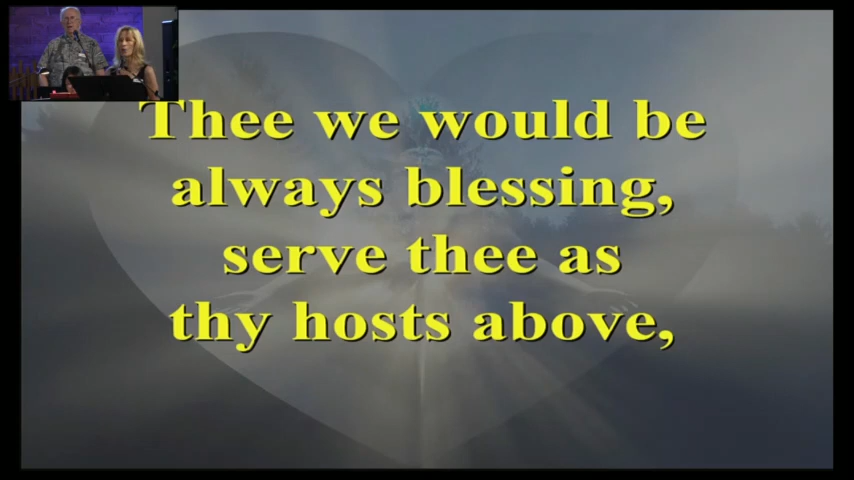 Thee we would be
always blessing,
serve thee as
thy hosts above,